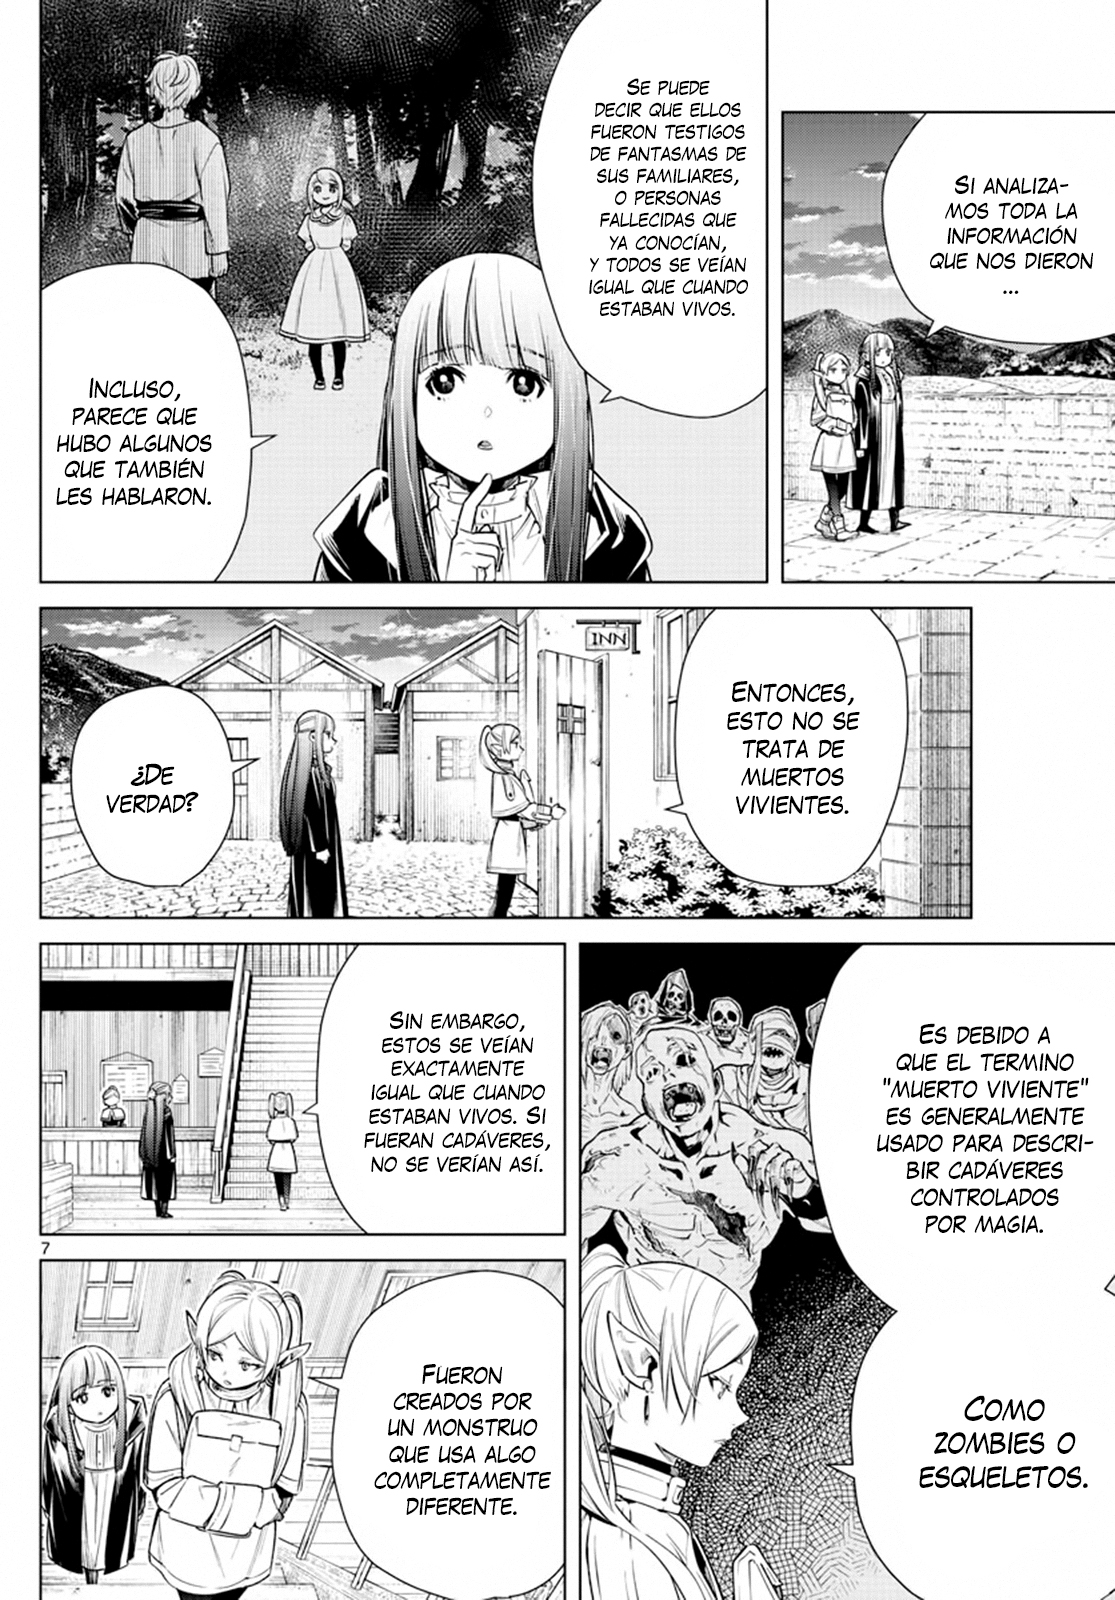 SI ANALIZA-
MOS TODA LA
INFORMACIÓN
QUE NOS DIERON
...
SE PUEDE
DECIR QUE ELLOS
FUERON TESTIGOS
DE FANTASMAS DE
SUS FAMILIARES,
O PERSONAS
FALLECIDAS QUE
YA CONOCÍAN,
Y TODOS SE VEÍAN
IGUAL QUE CUANDO
ESTABAN VIVOS.
INCLUSO,
PARECE QUE
HUBO ALGUNOS
QUE TAMBIÉN
LES HABLARON.
INN
ENTONCES,
ESTO NO SE
TRATA DE
MUERTOS
VIVIENTES.
¿DE
VERDAD?
ES DEBIDO A
QUE EL TERMINO
"MUERTO VIVIENTE"
ES GENERALMENTE
USADO PARA DESCRI-
BIR CADÁVERES
CONTROLADOS
POR MAGIA.
COMO
ZOMBIES O
ESQUELETOS.
SIN EMBARGO,
ESTOS SE VEÍAN
EXACTAMENTE
IGUAL QUE CUANDO
ESTABAN VIVOS. SI
FUERAN CADÁVERES,
NO SE VERÍAN ASÍ.
7
FUERON
CREADOS POR
UN MONSTRUO
QUE USA ALGO
COMPLETAMENTE
DIFERENTE.